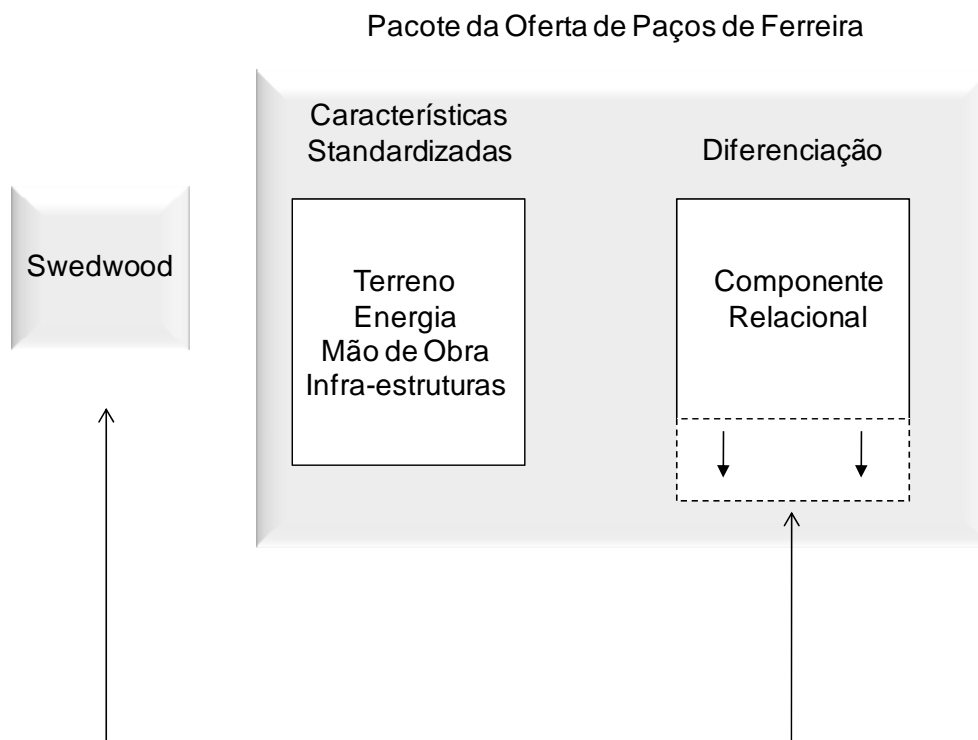 Pacote da Oferta de Paços de Ferreira
Característícas
Standardizadas
Diferenciação
Swedwood
Terreno
Energia
Mão de Obra
Infra-estruturas
Componente
Relacional